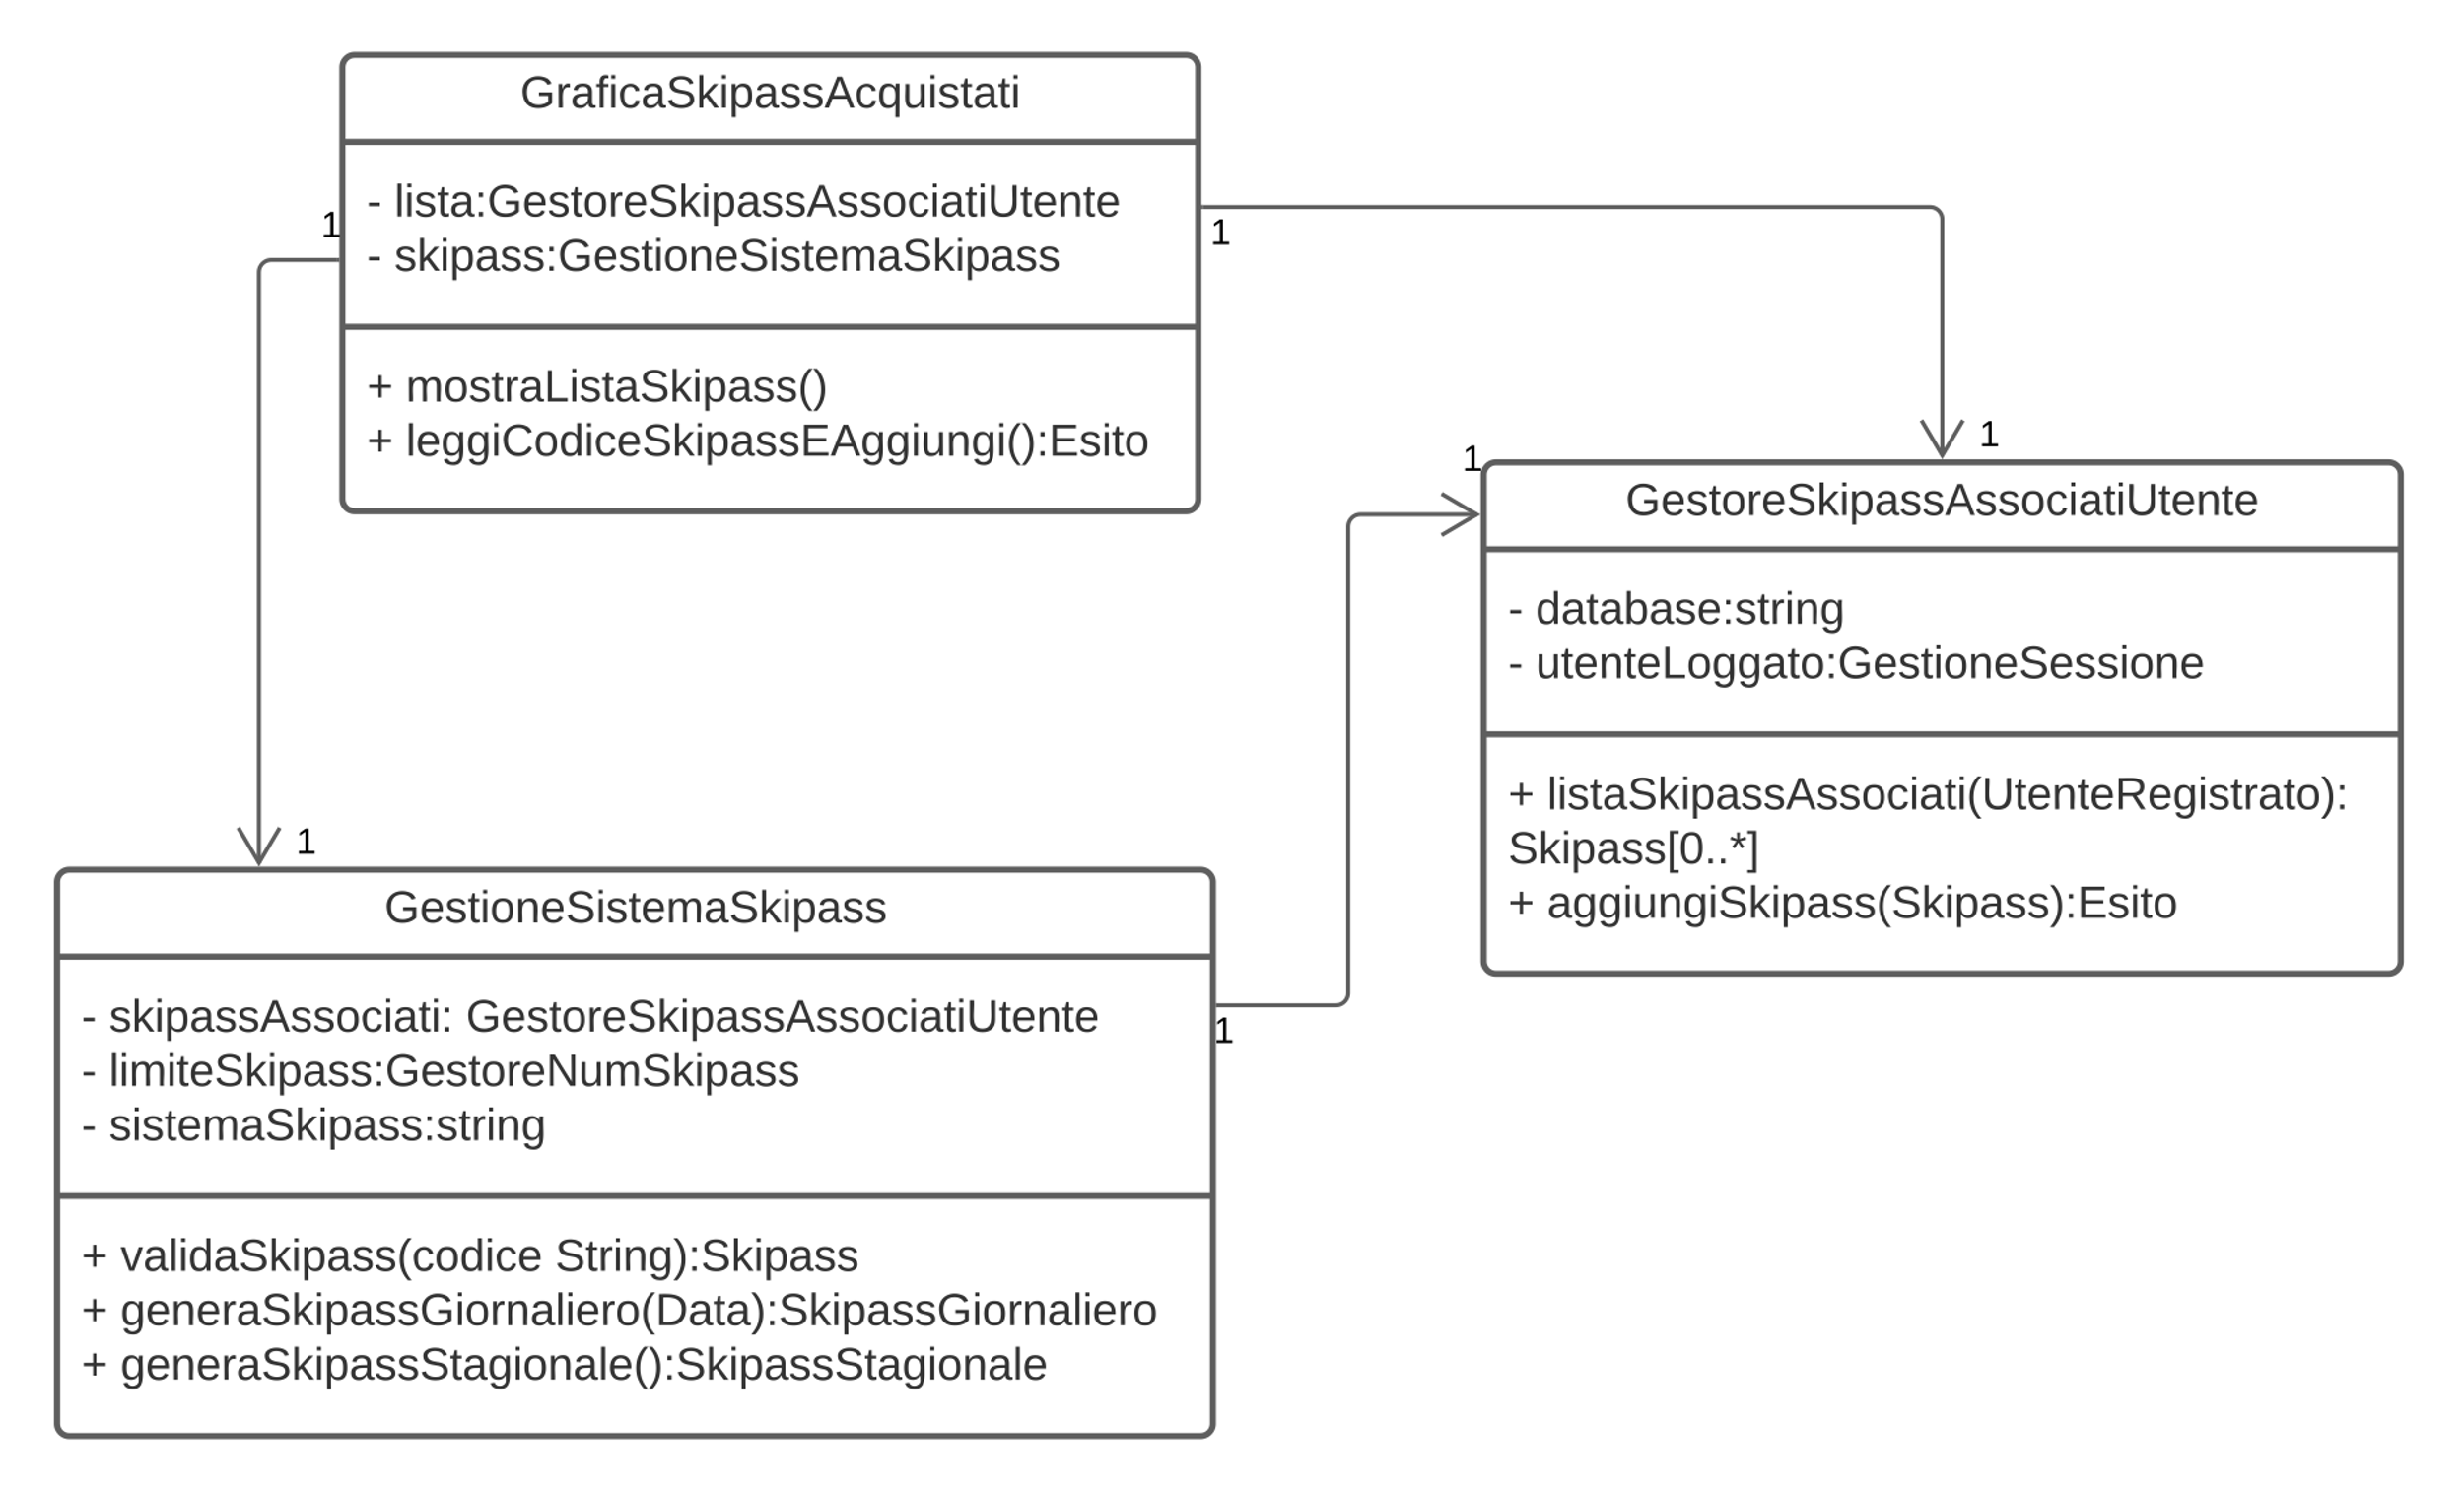 GraficaSkipassAcquistati
- lista:GestoreSkipassAssociatiUtente
- skipass:GestioneSistemaSkipass
+ mostraListaSkipass()
+ leggiCodiceSkipassEAggiungi():Esito
1
1
1
1
GestoreSkipassAssociatiUtente
- database:string
- utenteLoggato:GestioneSessione
+ listaSkipassAssociati(UtenteRegistrato):
Skipass[0..*]
+ aggiungiSkipass(Skipass):Esito
1
1
GestioneSistemaSkipass
- skipassAssociati: GestoreSkipassAssociatiUtente
- limiteSkipass:GestoreNumSkipass
- sistemaSkipass:string
+ validaSkipass(codice String):Skipass
+ generaSkipassGiornaliero(Data):SkipassGiornaliero
+ generaSkipassStagionale():SkipassStagionale